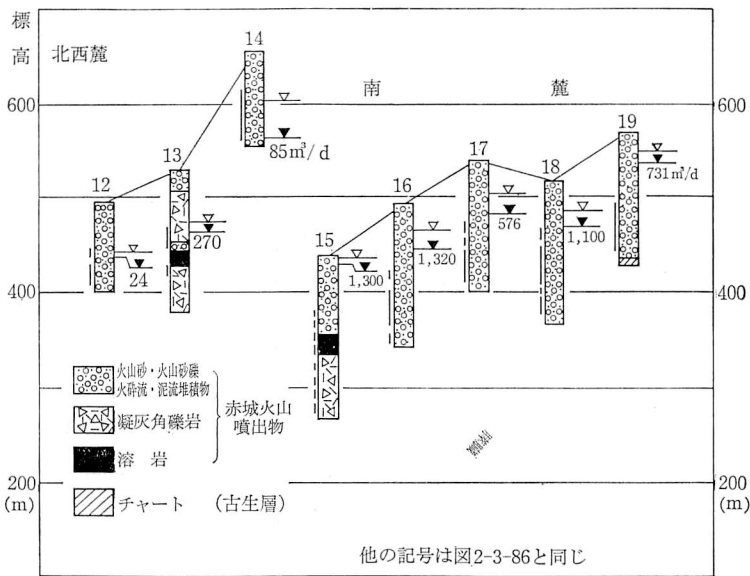 標
高
北西麓
南　麓
600
400
200
(m)
600
400
200
(m)
12
13
14
15
16
17
18
19
24
270
85m³/d
1,300
1,320
576
1,100
731m³/d
火山砂・火山砂礫
火砕流・泥流堆積物
凝灰角礫岩
溶岩
赤城火山
噴出物
チャート　(古生層)
他の記号は図2-3-86と同じ